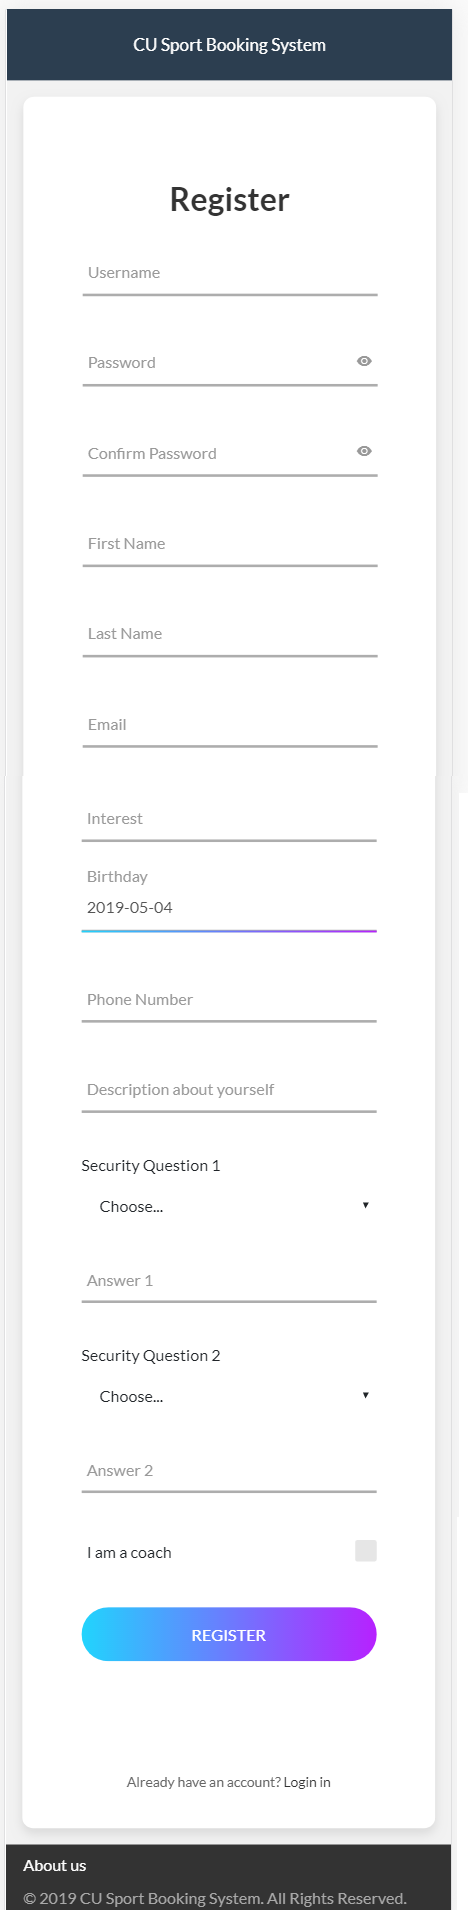 CU Sport Booking System
Register
Username
Password
Confirm Password
First Name
Last Name
Email
Interest
Birthday
2019-05-04
Phone Number
Description about yourself
Security Question 1
Choose...
Answer 1
Security Question 2
Choose...
Answer 2
I am a coach
REGISTER
Already have an account? Login in
About us
© 2019 CU Sport Booking System. All Rights Reserved.